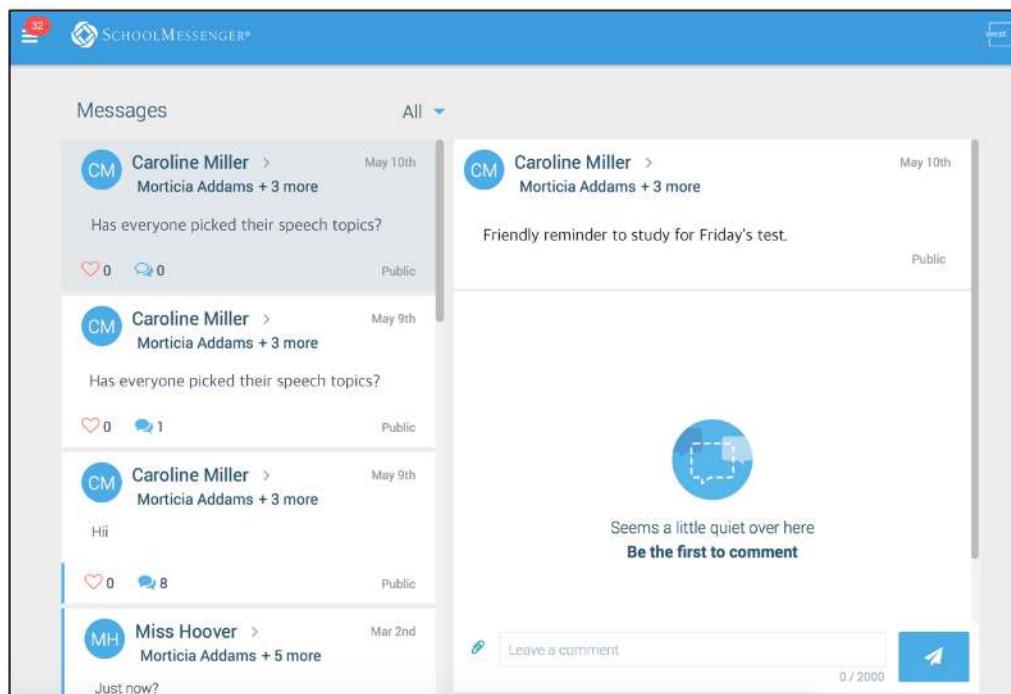 32
SCHOOLMESSENGER®
west
Messages
All
CM
Caroline Miller >
May 10th
Morticia Addams + 3 more
Has everyone picked their speech topics?
0
0
Public
CM
Caroline Miller >
May 9th
Morticia Addams + 3 more
Has everyone picked their speech topics?
0
1
Public
CM
Caroline Miller >
May 9th
Morticia Addams + 3 more
Hii
0
8
Public
MH
Miss Hoover >
Mar 2nd
Morticia Addams + 5 more
Just now?
CM
Caroline Miller >
May 10th
Morticia Addams + 3 more
Friendly reminder to study for Friday's test.
Public
Seems a little quiet over here
Be the first to comment
Leave a comment
0 / 2000